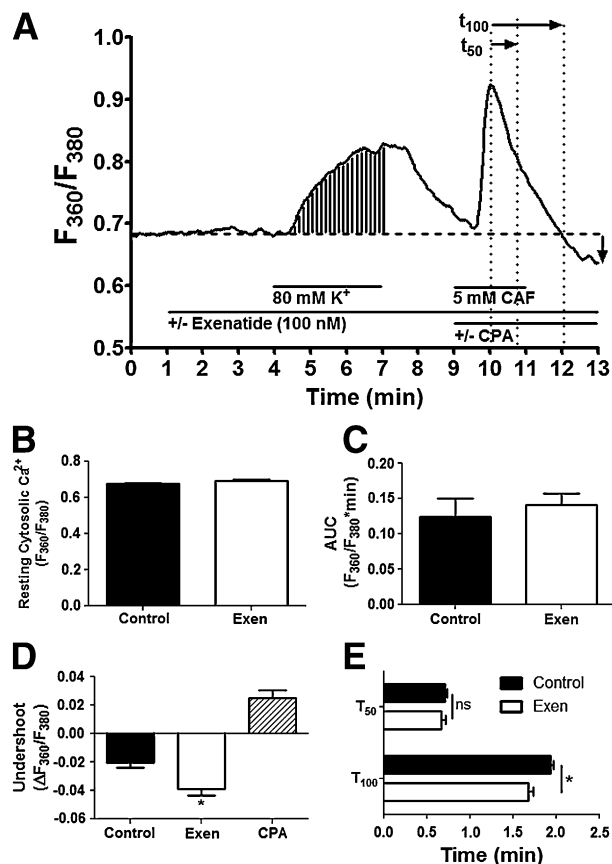 A
t100
t50
F360/F380
1.0
0.9
0.8
0.7
0.6
0.5
80 mM K+
5 mM CAF
+/- Exenatide (100 nM)
+/- CPA
0 1 2 3 4 5 6 7 8 9 10 11 12 13
Time (min)
B
Resting Cytosolic Ca2+
(F360/F380)
0.8
0.6
0.4
0.2
0.0
Control Exen
C
AUC
(F360/F380*min)
0.20
0.15
0.10
0.05
0.00
Control Exen
D
Undershoot
(ΔF360/F380)
0.04
0.02
0.00
-0.02
-0.04
-0.06
*
Control Exen CPA
E
Control
Exen
T50
ns
T100
*
0.0 0.5 1.0 1.5 2.0 2.5
Time (min)